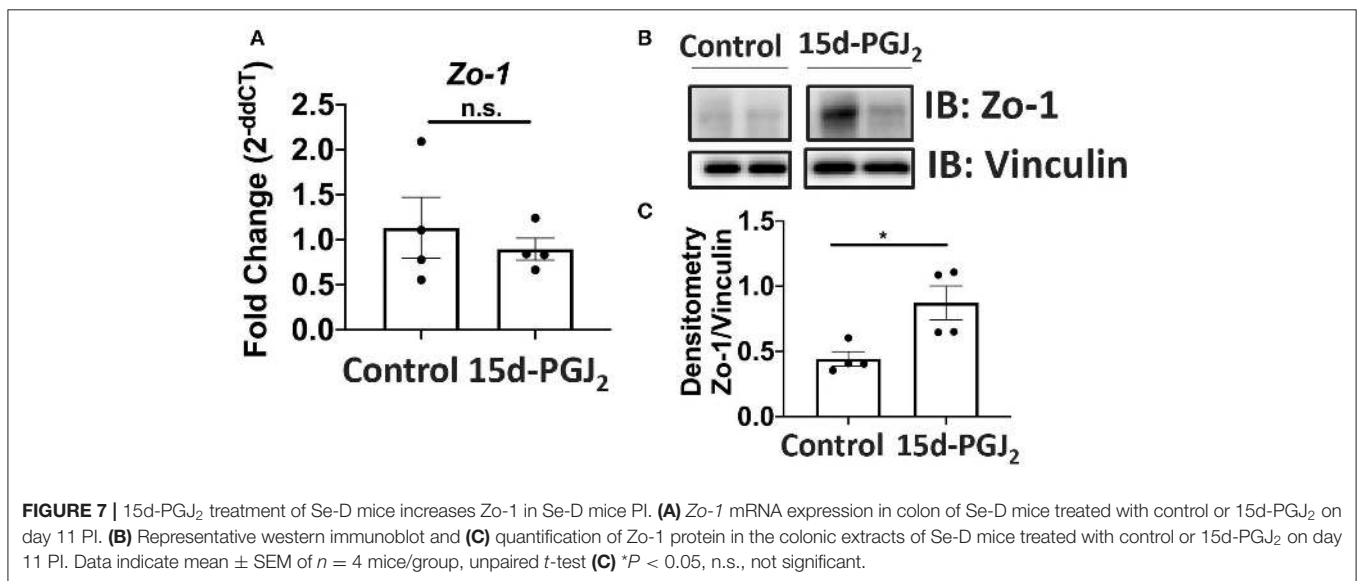 A
Zo-1
n.s.
Fold Change (2^-ddCT)
2.5
2.0
1.5
1.0
0.5
0.0
Control 15d-PGJ₂
B
Control 15d-PGJ₂
IB: Zo-1
IB: Vinculin
C
*
Densitometry
Zo-1/Vinculin
1.5
1.0
0.5
0.0
Control 15d-PGJ₂
FIGURE 7 | 15d-PGJ₂ treatment of Se-D mice increases Zo-1 in Se-D mice PI. (A) Zo-1 mRNA expression in colon of Se-D mice treated with control or 15d-PGJ₂ on
day 11 PI. (B) Representative western immunoblot and (C) quantification of Zo-1 protein in the colonic extracts of Se-D mice treated with control or 15d-PGJ₂ on day
11 PI. Data indicate mean ± SEM of n = 4 mice/group, unpaired t-test (C) *P < 0.05, n.s., not significant.